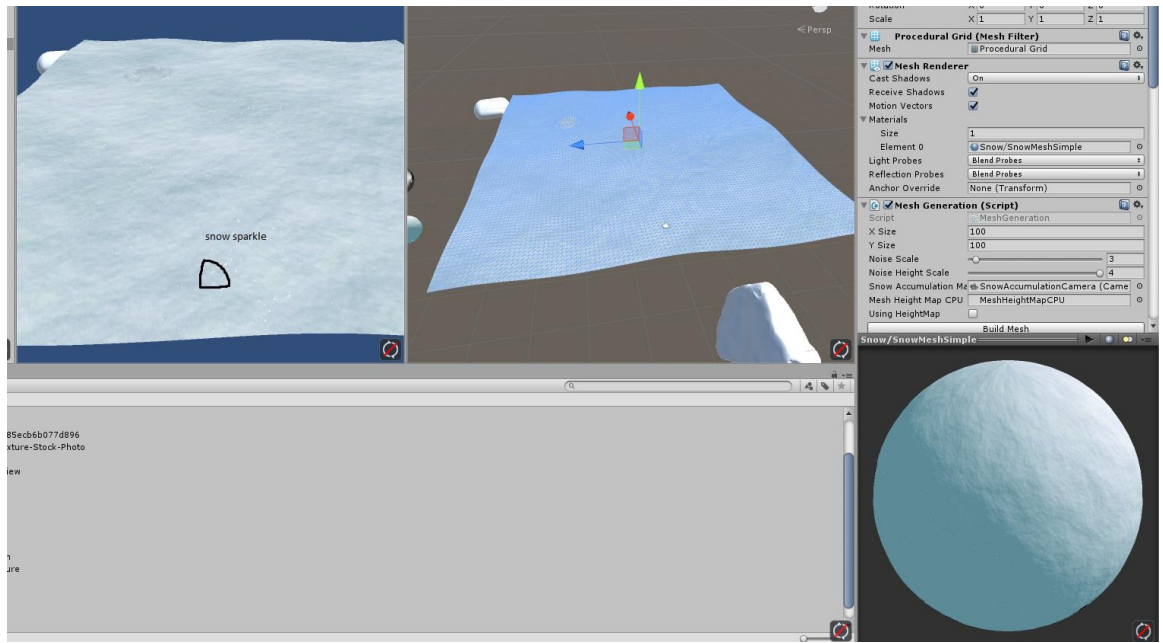 snow sparkle
Persp
Scale X 1 Y 1 Z 1
Procedural Grid (Mesh Filter)
Mesh Procedural Grid
Mesh Renderer
Cast Shadows On
Receive Shadows
Motion Vectors
Materials
Size 1
Element 0 Snow/SnowMeshSimple
Light Probes Blend Probes
Reflection Probes Blend Probes
Anchor Override None (Transform)
Mesh Generation (Script)
Script MeshGeneration
X Size 100
Y Size 100
Noise Scale 3
Noise Height Scale 4
Snow Accumulation Ma SnowAccumulationCamera (Came
Mesh Height Map CPU MeshHeightMapCPU
Using HeightMap
Build Mesh
Snow/SnowMeshSimple
85ecb6b077d896
xture-Stock-Photo
iew
ure